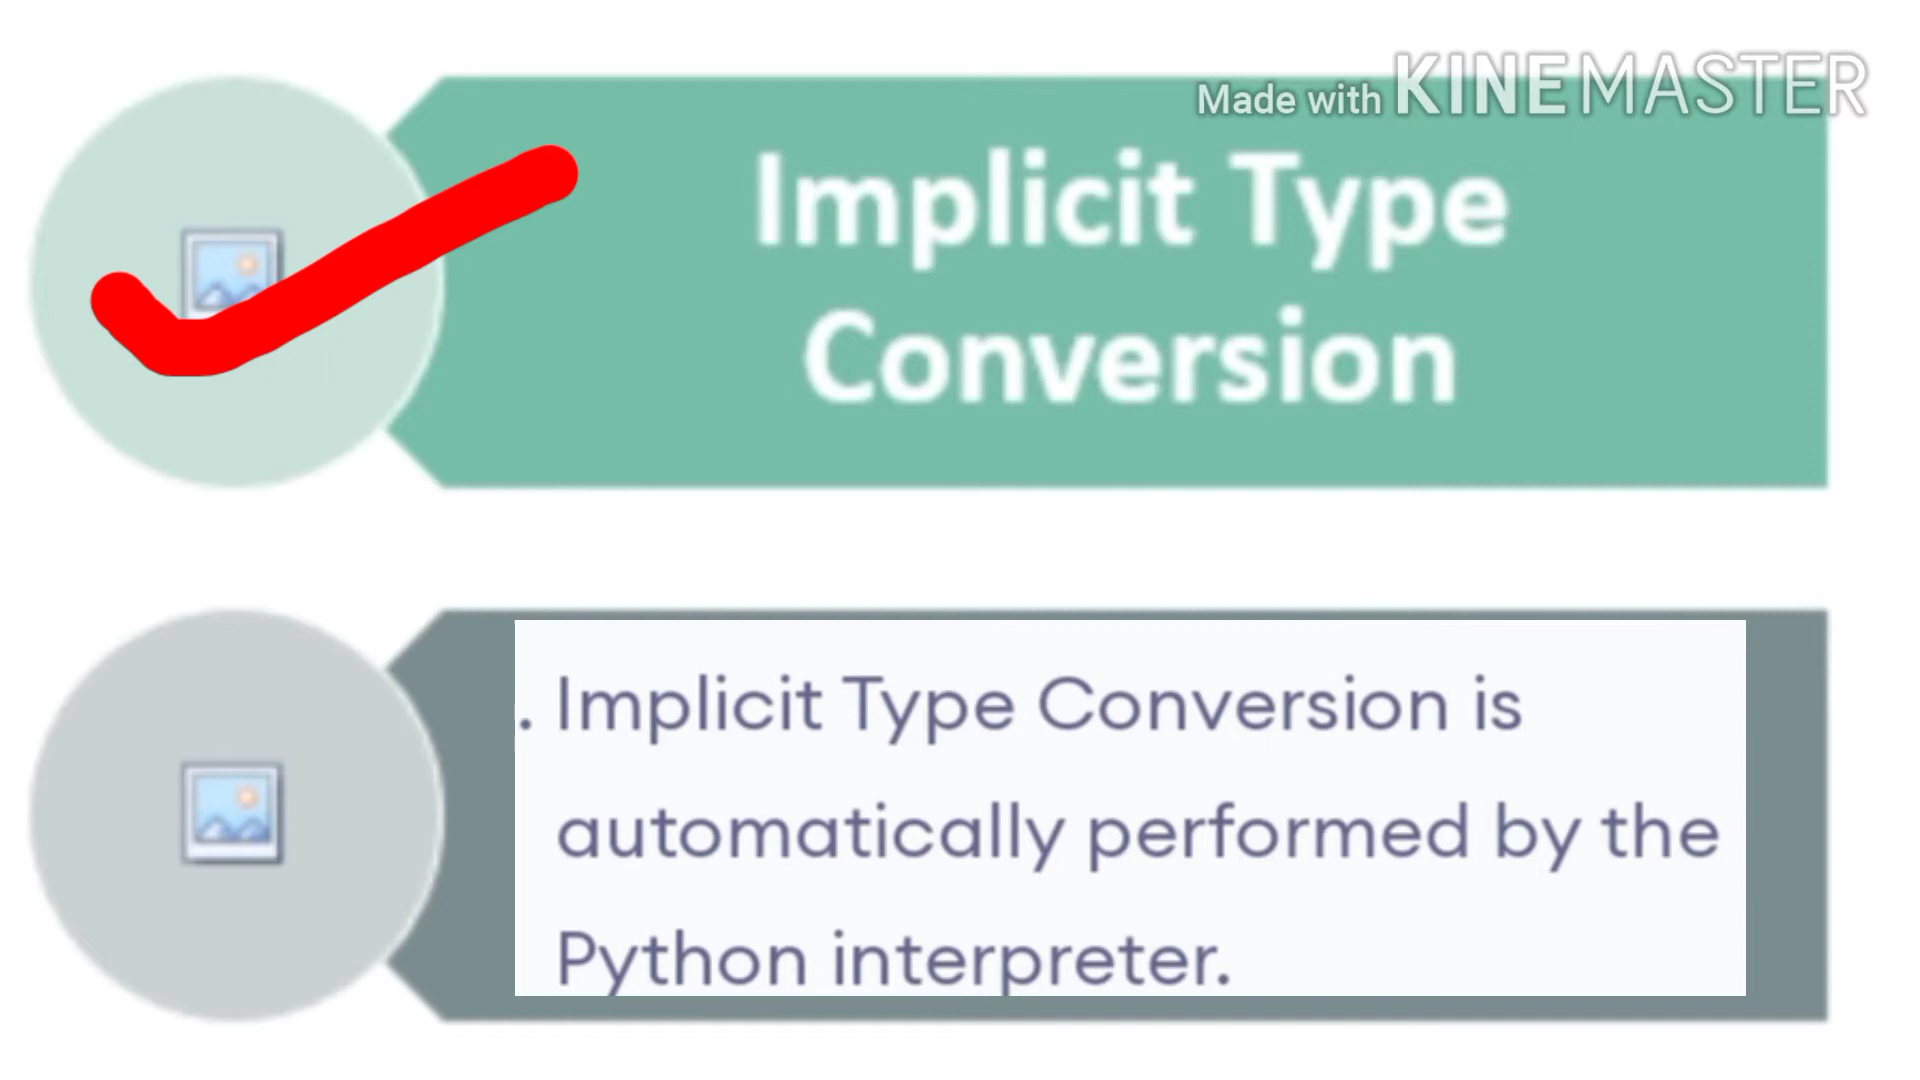 Made with KINEMASTER
Implicit Type
Conversion
. Implicit Type Conversion is
automatically performed by the
Python interpreter.